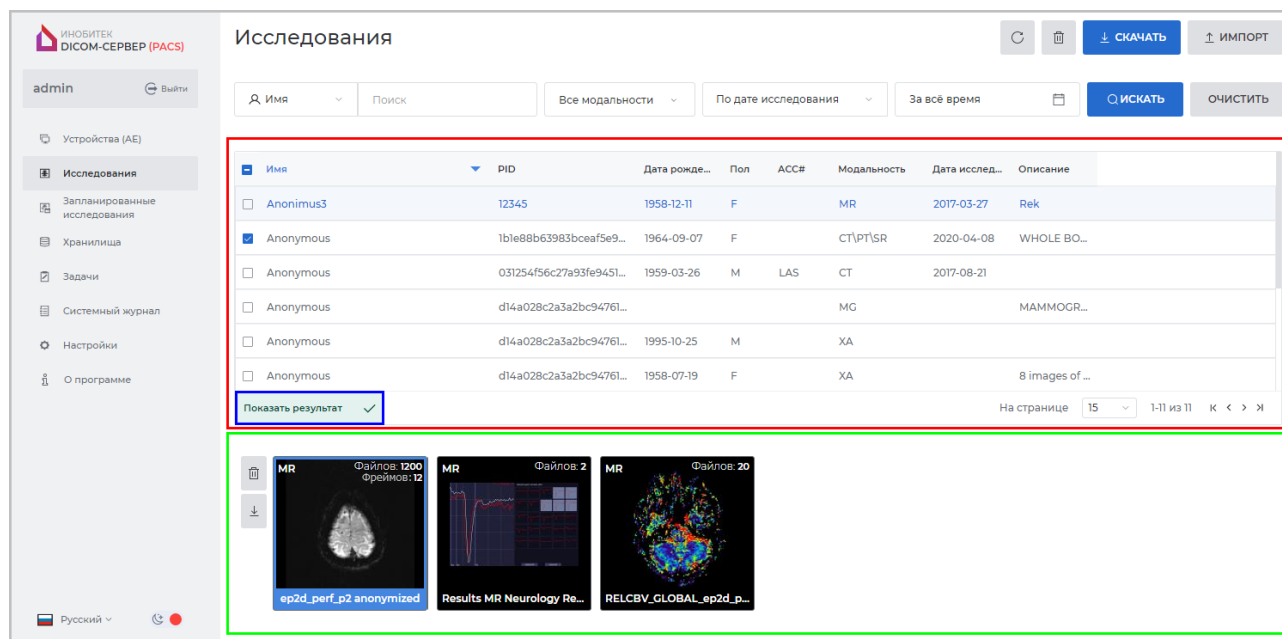 ИНОБИТЕК
DICOM-СЕРВЕР (PACS)
Исследования
СКАЧАТЬ
ИМПОРТ
admin
Выйти
Имя
Поиск
Все модальности
По дате исследования
За всё время
ИСКАТЬ
ОЧИСТИТЬ
Устройства (AE)
Исследования
Запланированные
исследования
Хранилища
Задачи
Системный журнал
Настройки
О программе
Имя PID Дата рожде... Пол ACC# Модальность Дата исслед... Описание
Anonimus3 12345 1958-12-11 F MR 2017-03-27 Rek
Anonymous 1b1e88b63983bceaf5e9... 1964-09-07 F CT\PT\SR 2020-04-08 WHOLE BO...
Anonymous 031254f56c27a93fe9451... 1959-03-26 M LAS CT 2017-08-21
Anonymous d14a028c2a3a2bc94761... MG MAMMOGR...
Anonymous d14a028c2a3a2bc94761... 1995-10-25 M XA
Anonymous d14a028c2a3a2bc94761... 1958-07-19 F XA 8 images of ...
Показать результат
На странице 15 1-11 из 11
MR Файлов: 1200
Фреймов: 12
ep2d_perf_p2 anonymized
MR Файлов: 2
Results MR Neurology Re...
MR Файлов: 20
RELCBV_GLOBAL_ep2d_p...
Русский